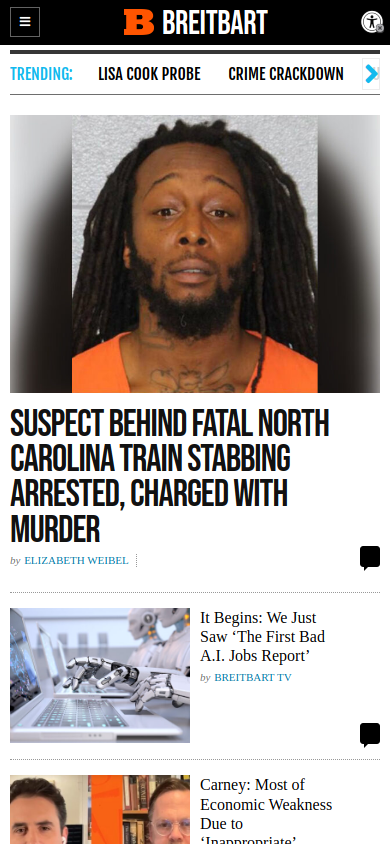 BREITBART
TRENDING:
LISA COOK PROBE
CRIME CRACKDOWN
SUSPECT BEHIND FATAL NORTH
CAROLINA TRAIN STABBING
ARRESTED, CHARGED WITH
MURDER
by ELIZABETH WEIBEL
It Begins: We Just
Saw ‘The First Bad
A.I. Jobs Report’
by BREITBART TV
Carney: Most of
Economic Weakness
Due to
‘Inappropriate’